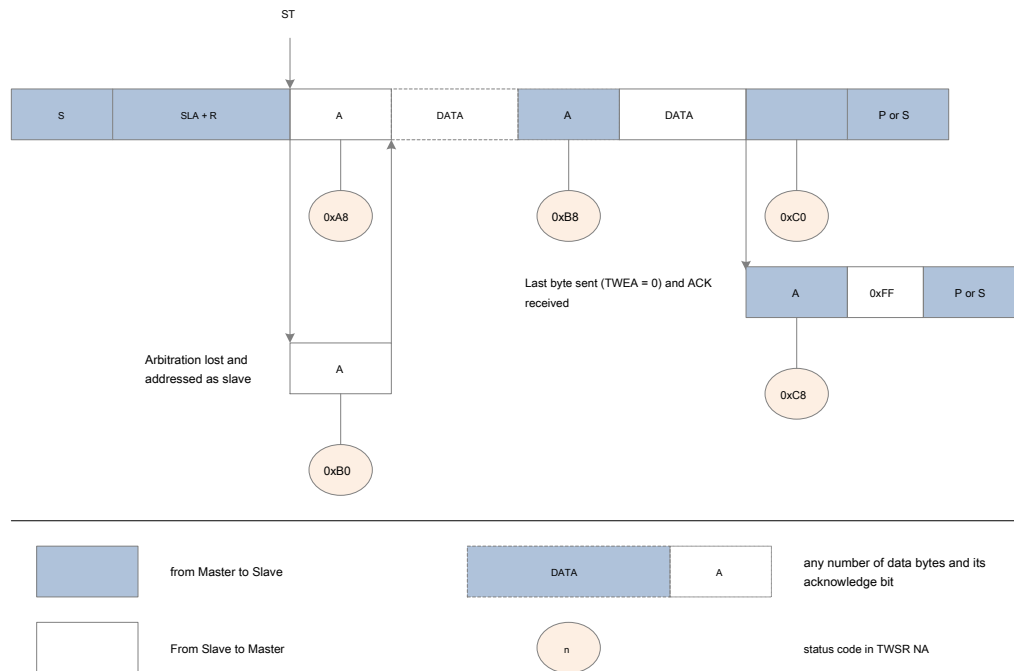 ST
S
SLA + R
A
DATA
A
DATA
P or S
0xA8
0xB8
0xC0
Last byte sent (TWEA = 0) and ACK
received
A
0xFF
P or S
Arbitration lost and
addressed as slave
A
0xC8
0xB0
from Master to Slave
DATA
A
any number of data bytes and its
acknowledge bit
From Slave to Master
n
status code in TWSR NA